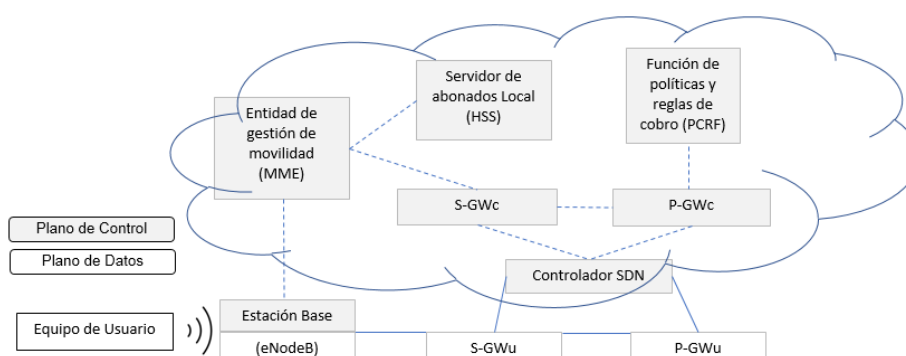 Servidor de
abonados Local
(HSS)
Función de
políticas y
reglas de
cobro (PCRF)
Entidad de
gestión de
movilidad
(MME)
S-GWc
P-GWc
Plano de Control
Plano de Datos
Controlador SDN
Equipo de Usuario
Estación Base
(eNodeB)
S-GWu
P-GWu